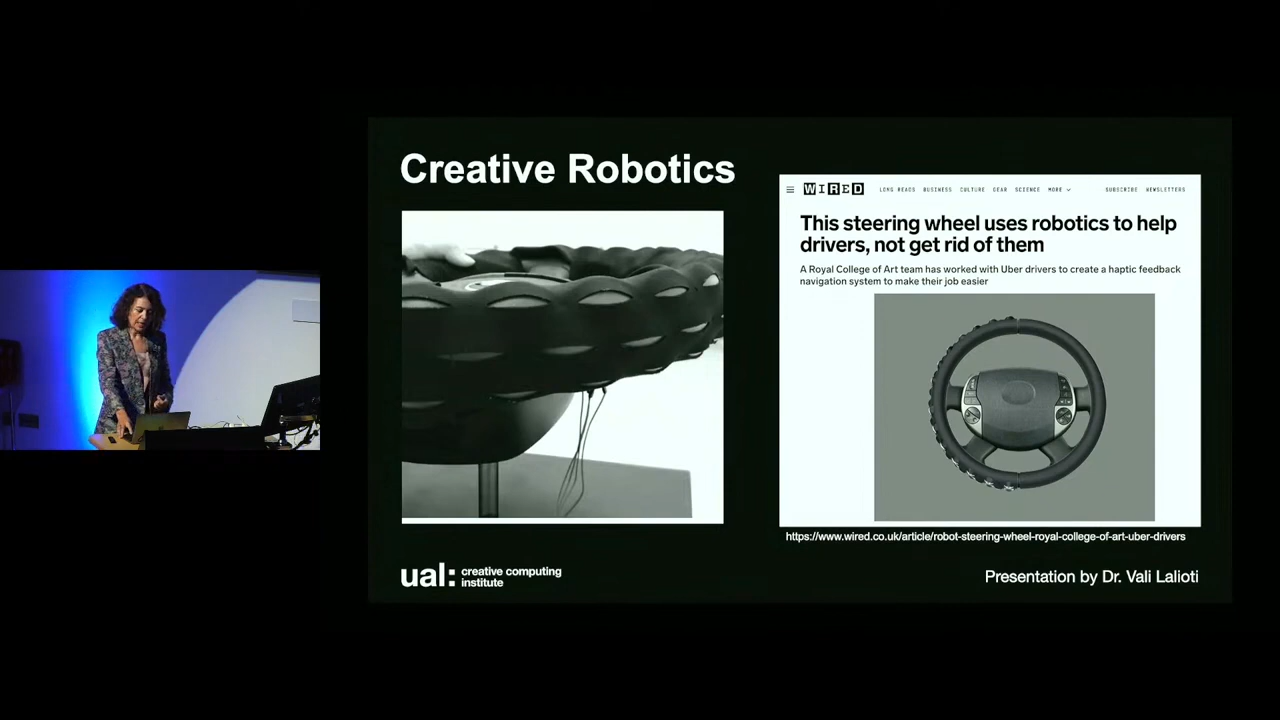 Creative Robotics
WIRED
LONG READS BUSINESS CULTURE GEAR SCIENCE MORE
SUBSCRIBE NEWSLETTERS
This steering wheel uses robotics to help
drivers, not get rid of them
A Royal College of Art team has worked with Uber drivers to create a haptic feedback
navigation system to make their job easier
https://www.wired.co.uk/article/robot-steering-wheel-royal-college-of-art-uber-drivers
ual: creative computing
institute
Presentation by Dr. Vali Lalioti